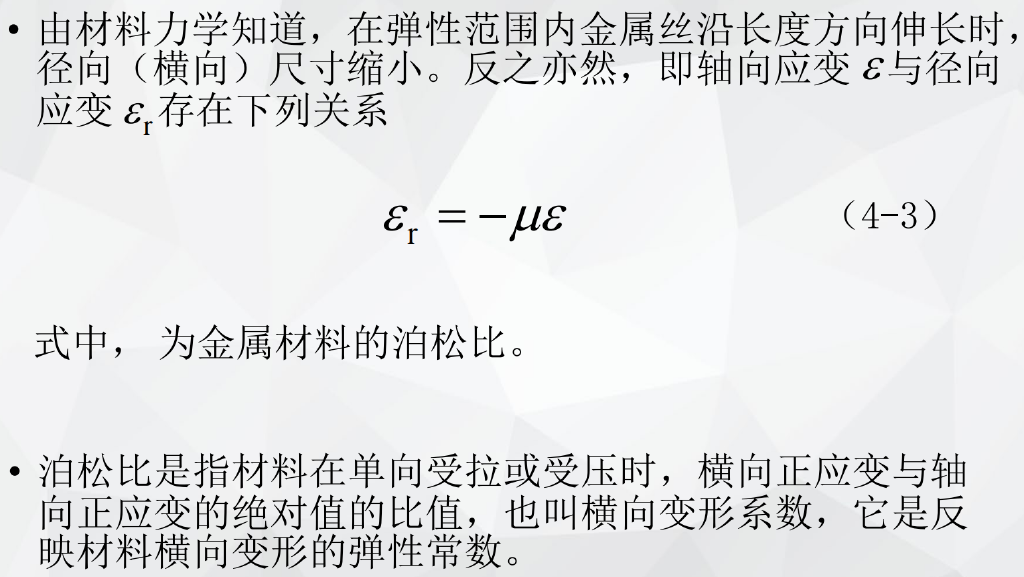 • 由材料力学知道，在弹性范围内金属丝沿长度方向伸长时，
径向（横向）尺寸缩小。反之亦然，即轴向应变 ε 与径向
应变 εr 存在下列关系
εr = −με （4-3）
式中， 为金属材料的泊松比。
• 泊松比是指材料在单向受拉或受压时，横向正应变与轴
向正应变的绝对值的比值，也叫横向变形系数，它是反
映材料横向变形的弹性常数。